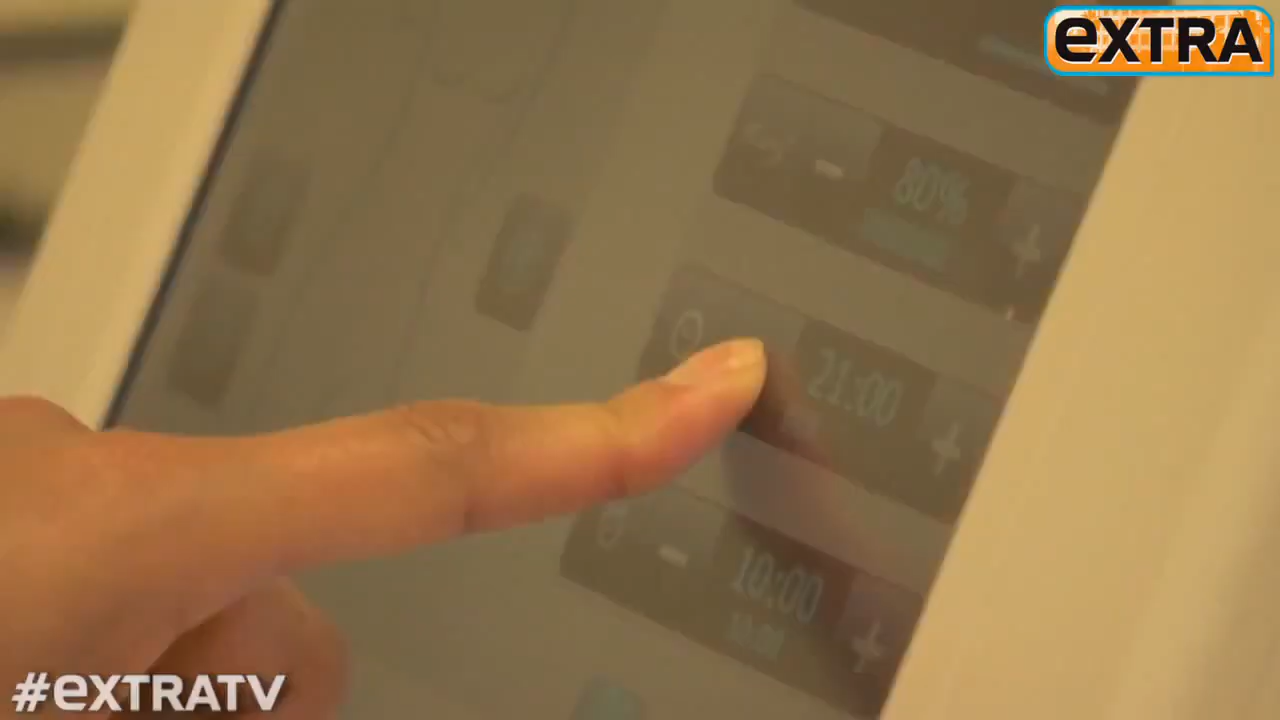 eXTRA
- 80% +
21:00 +
- 10:00 +
#eXTRATV